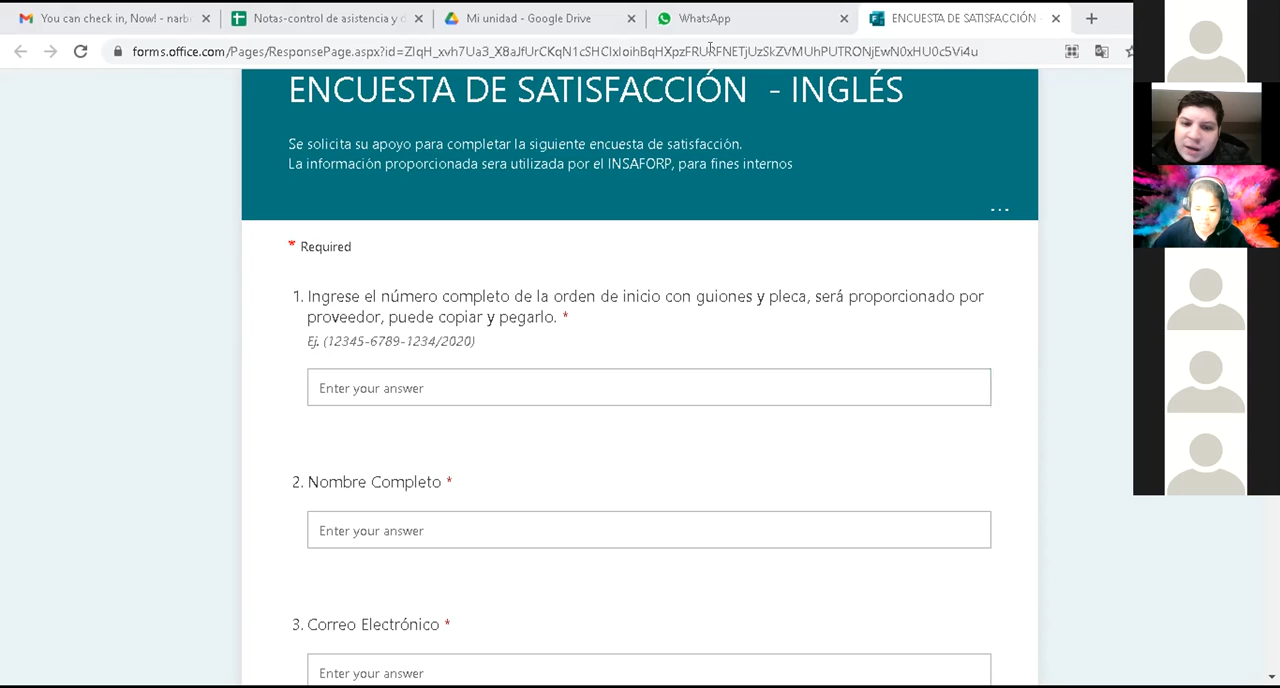 You can check in, Now! - narb
Notas-control de asistencia y d
Mi unidad - Google Drive
WhatsApp
ENCUESTA DE SATISFACCIÓN
forms.office.com/Pages/ResponsePage.aspx?id=
ENCUESTA DE SATISFACCIÓN - INGLÉS
Se solicita su apoyo para completar la siguiente encuesta de satisfacción.
La información proporcionada sera utilizada por el INSAFORP, para fines internos
...
* Required
1. Ingrese el número completo de la orden de inicio con guiones y pleca, será proporcionado por
proveedor, puede copiar y pegarlo. *
Ej. (12345-6789-1234/2020)
Enter your answer
2. Nombre Completo *
Enter your answer
3. Correo Electrónico *
Enter your answer